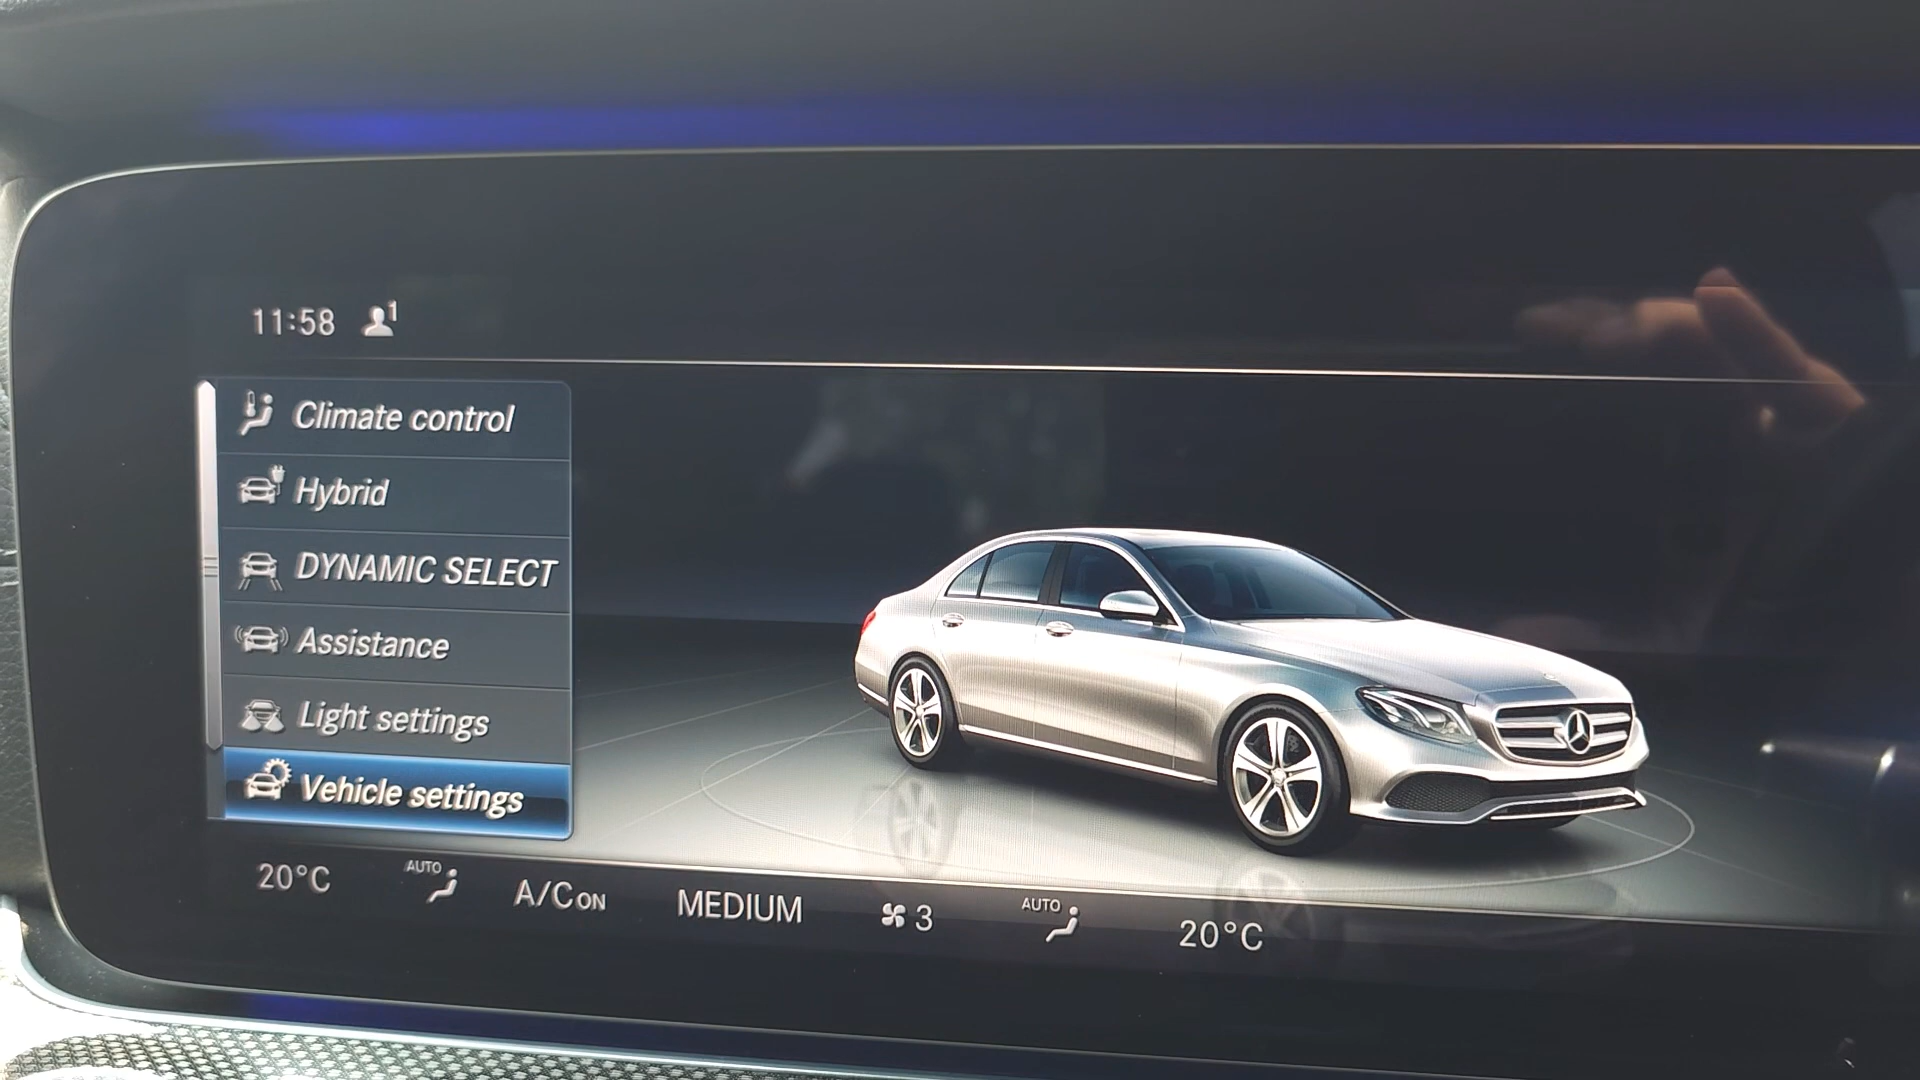 11:58 1
Climate control
Hybrid
DYNAMIC SELECT
Assistance
Light settings
Vehicle settings
20°C AUTO A/C ON MEDIUM 3 AUTO 20°C